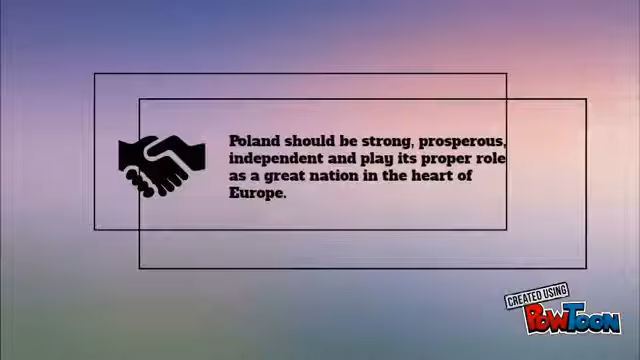 Poland should be strong, prosperous,
independent and play its proper role
as a great nation in the heart of
Europe.
CREATED USING
POWTOON